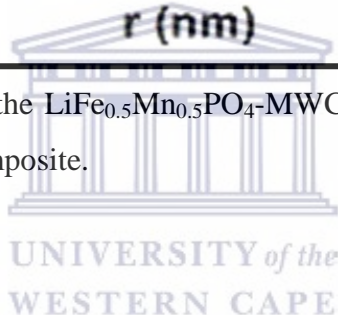 r (nm)
the LiFe₀.₅Mn₀.₅PO₄-MWC
posite.
UNIVERSITY of the
WESTERN CAPE